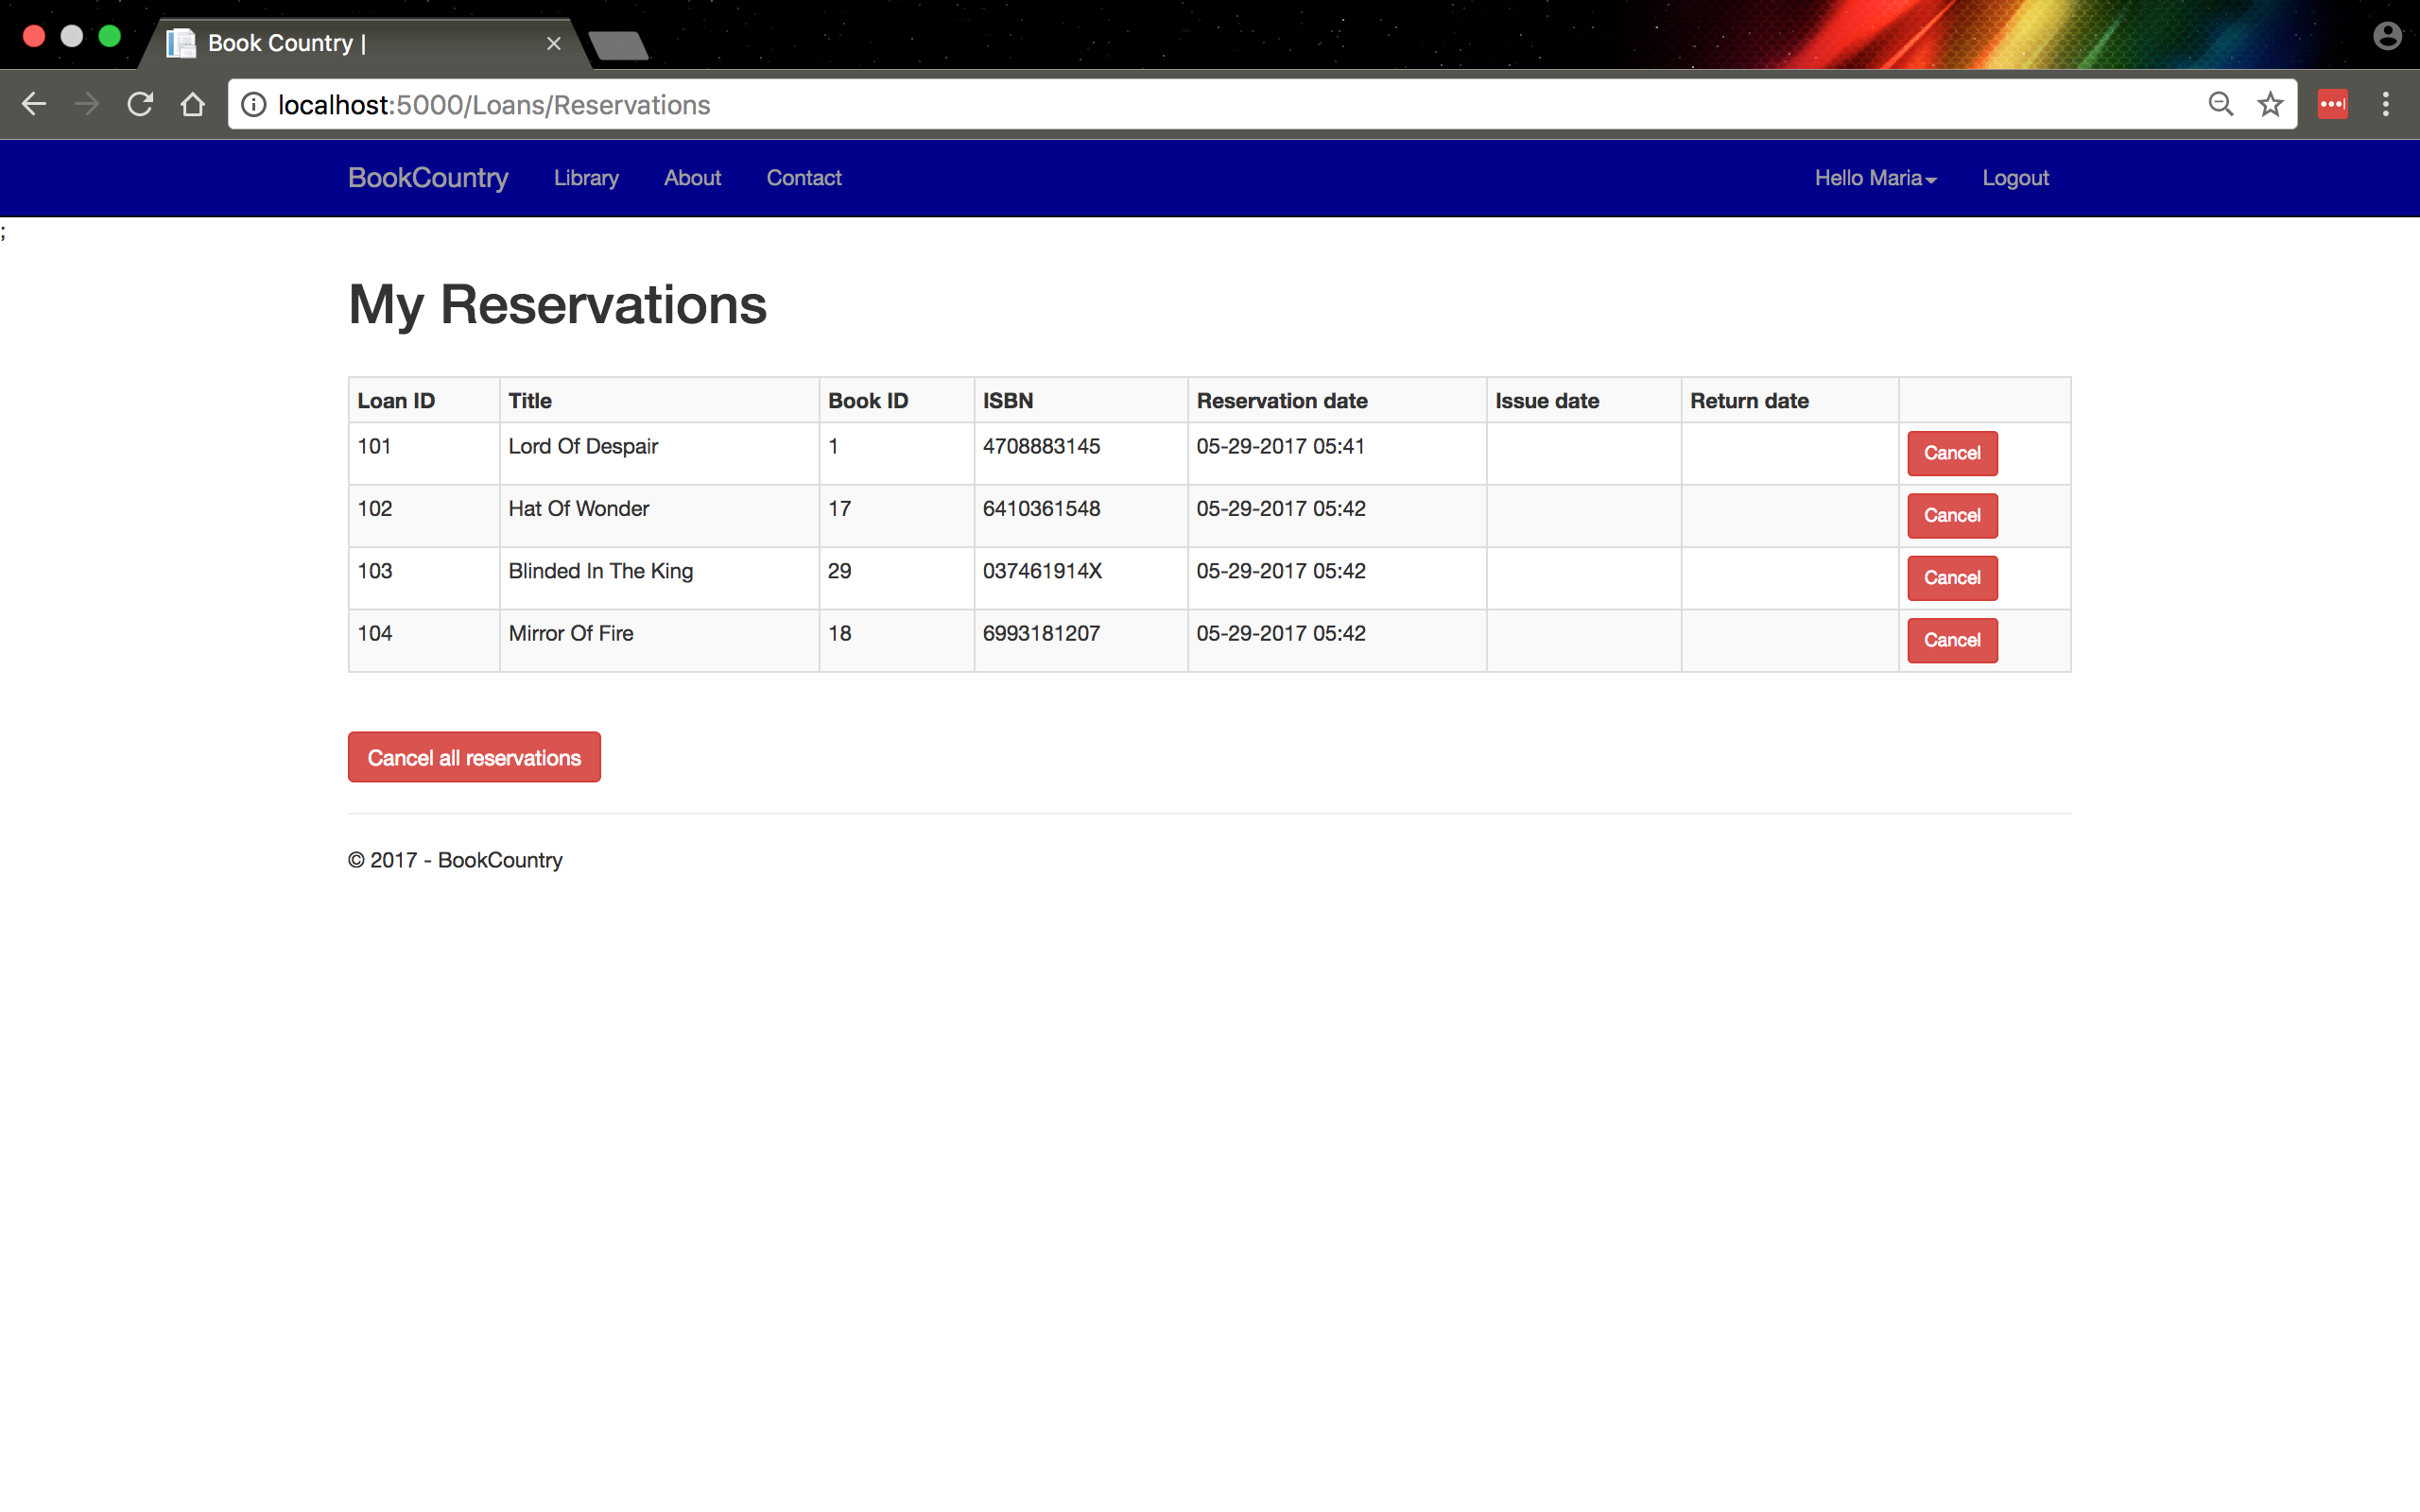 Book Country |
localhost:5000/Loans/Reservations
BookCountry Library About Contact Hello Maria Logout
;
My Reservations
Loan ID Title Book ID ISBN Reservation date Issue date Return date
101 Lord Of Despair 1 4708883145 05-29-2017 05:41 Cancel
102 Hat Of Wonder 17 6410361548 05-29-2017 05:42 Cancel
103 Blinded In The King 29 037461914X 05-29-2017 05:42 Cancel
104 Mirror Of Fire 18 6993181207 05-29-2017 05:42 Cancel
Cancel all reservations
© 2017 - BookCountry